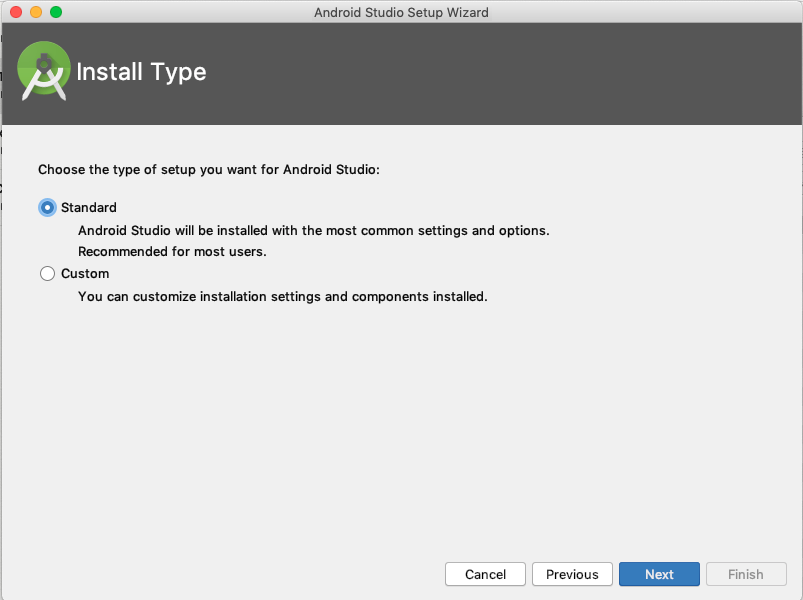 Android Studio Setup Wizard
Install Type
Choose the type of setup you want for Android Studio:
Standard
Android Studio will be installed with the most common settings and options.
Recommended for most users.
Custom
You can customize installation settings and components installed.
Cancel Previous Next Finish